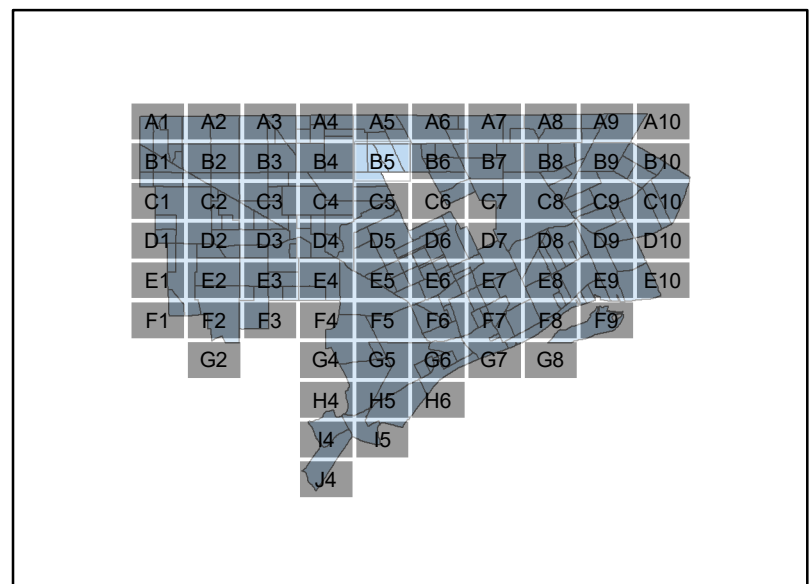 A1 A2 A3 A4 A5 A6 A7 A8 A9 A10
B1 B2 B3 B4 B5 B6 B7 B8 B9 B10
C1 C2 C3 C4 C5 C6 C7 C8 C9 C10
D1 D2 D3 D4 D5 D6 D7 D8 D9 D10
E1 E2 E3 E4 E5 E6 E7 E8 E9 E10
F1 F2 F3 F4 F5 F6 F7 F8 F9
G2 G4 G5 G6 G7 G8
H4 H5 H6
I4 I5
J4